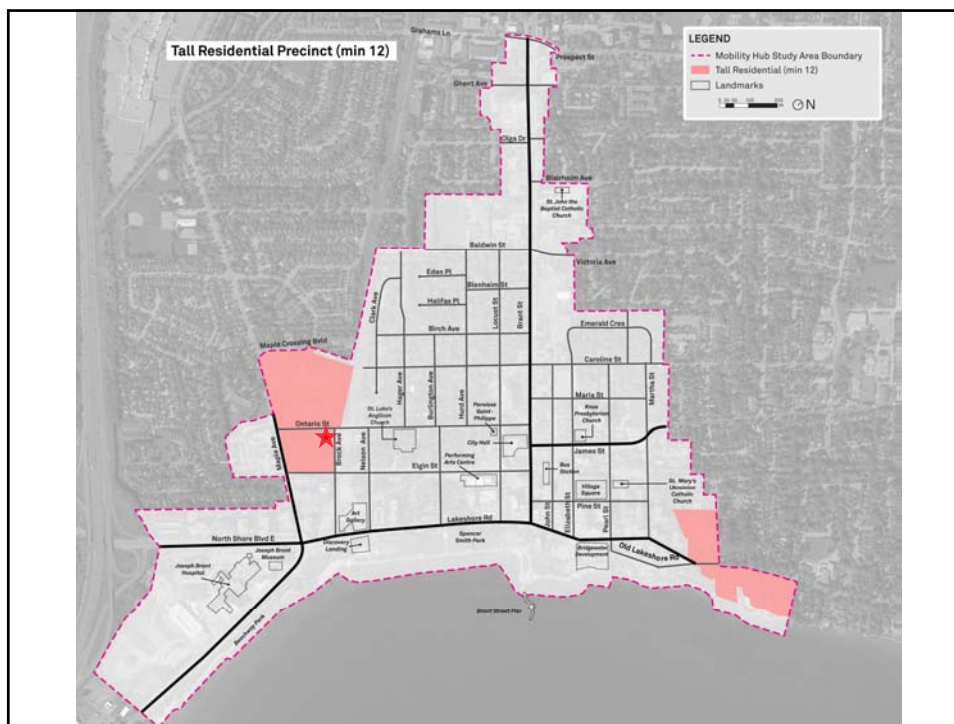 Tall Residential Precinct (min 12)
LEGEND
Mobility Hub Study Area Boundary
Tall Residential (min 12)
Landmarks
N
Grahams Ln
Prospect St
Ghent Ave
Olga Dr
Blairholm Ave
St. John the
Baptist Catholic
Church
Baldwin St
Victoria Ave
Eden Pl
Blenheim St
Clark Ave
Halifax Pl
Locust St
Brant St
Birch Ave
Emerald Cres
Maple Crossing Blvd
Caroline St
Hager Ave
Burlington Ave
Hurd Ave
Maria St
Martha St
St. Luke's
Anglican
Church
Paroisse
Saint-
Philippe
Knox
Presbyterian
Church
Ontario St
Maple Ave
Brock Ave
Nelson Ave
City Hall
James St
Elgin St
Performing
Arts Centre
Bus
Station
Village
Square
St. Mary's
Ukrainian
Catholic
Church
Art
Gallery
John St
Elizabeth St
Pine St
Pearl St
Lakeshore Rd
North Shore Blvd E
Discovery
Landing
Spencer
Smith Park
Old Lakeshore Rd
Joseph Brant
Museum
Bridgewater
Development
Joseph Brant
Hospital
Beachway Park
Brant Street Pier